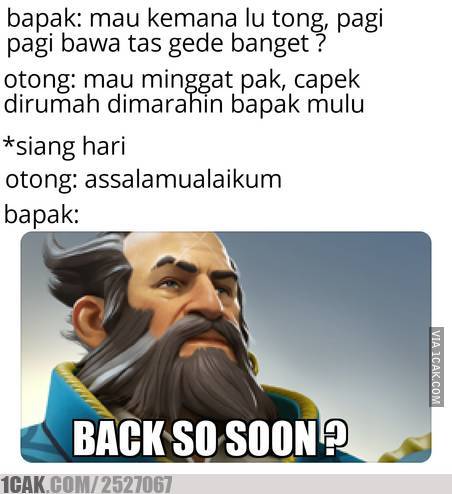 bapak: mau kemana lu tong, pagi
pagi bawa tas gede banget ?
otong: mau minggat pak, capek
dirumah dimarahin bapak mulu
*siang hari
otong: assalamualaikum
bapak:
VIA 1CAK.COM
BACK SO SOON ?
1CAK.COM/2527067